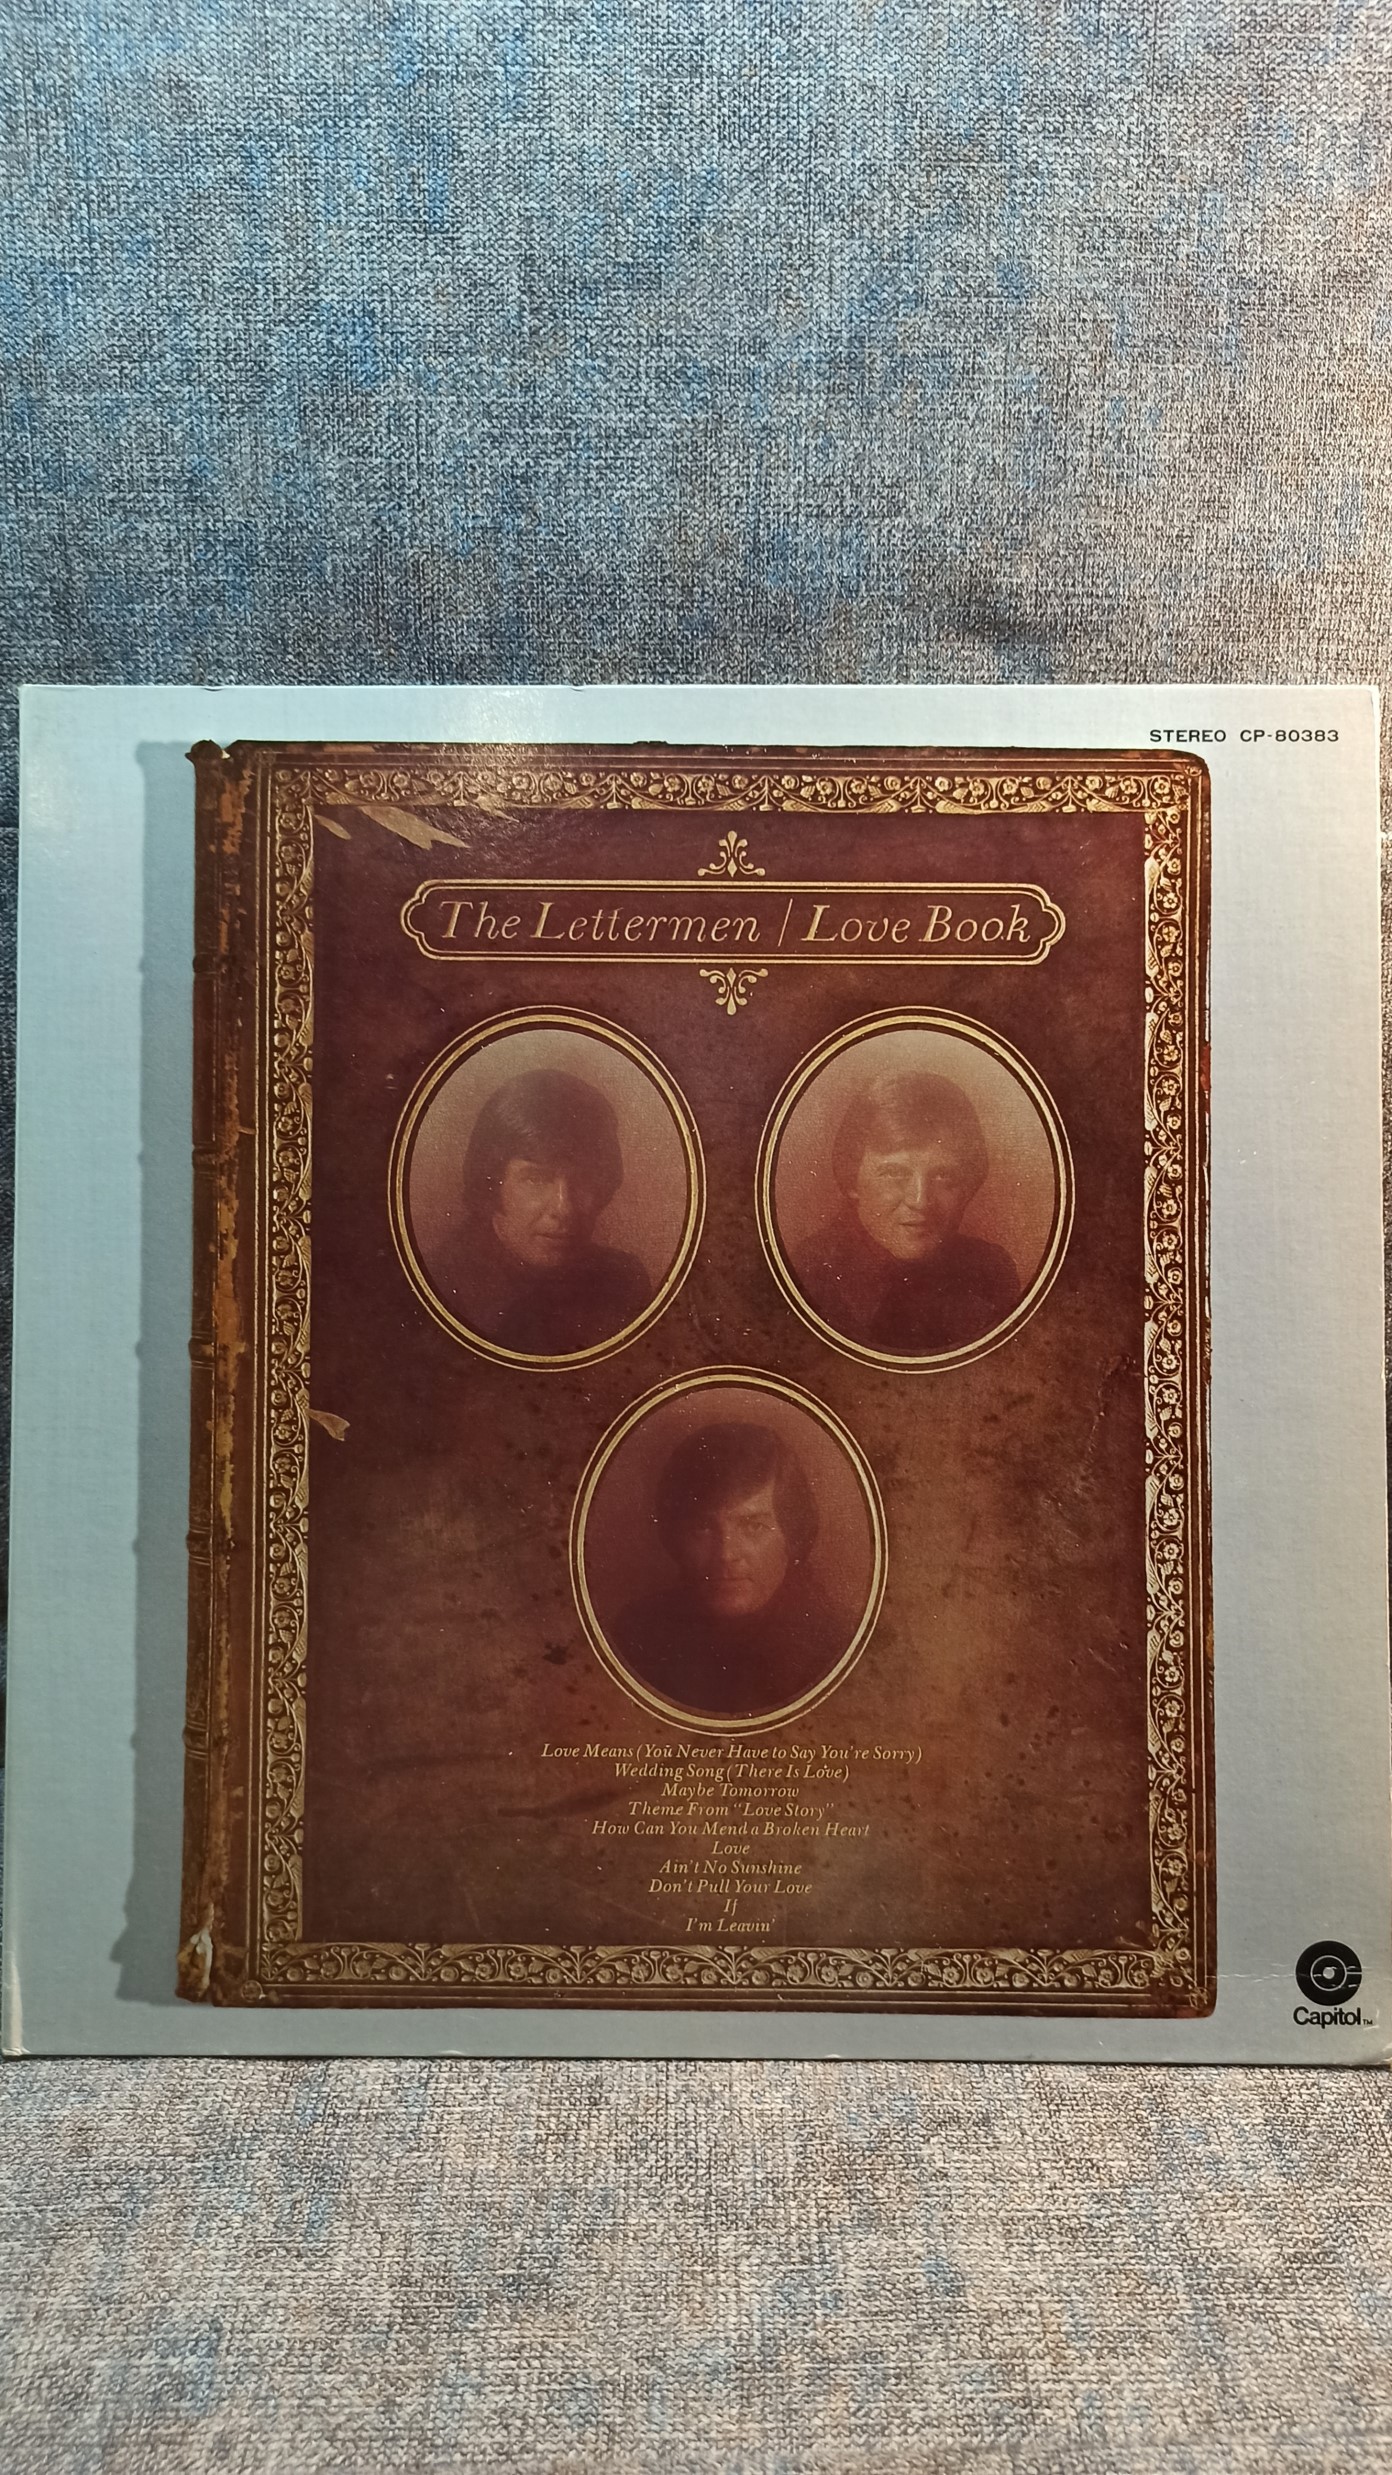 STEREO CP-80383
The Lettermen / Love Book
Love Means (You Never Have to Say You're Sorry)
Wedding Song (There Is Love)
Maybe Tomorrow
Theme From "Love Story"
How Can You Mend a Broken Heart
Love
Ain't No Sunshine
Don't Pull Your Love
If
I'm Leavin'
Capitol™